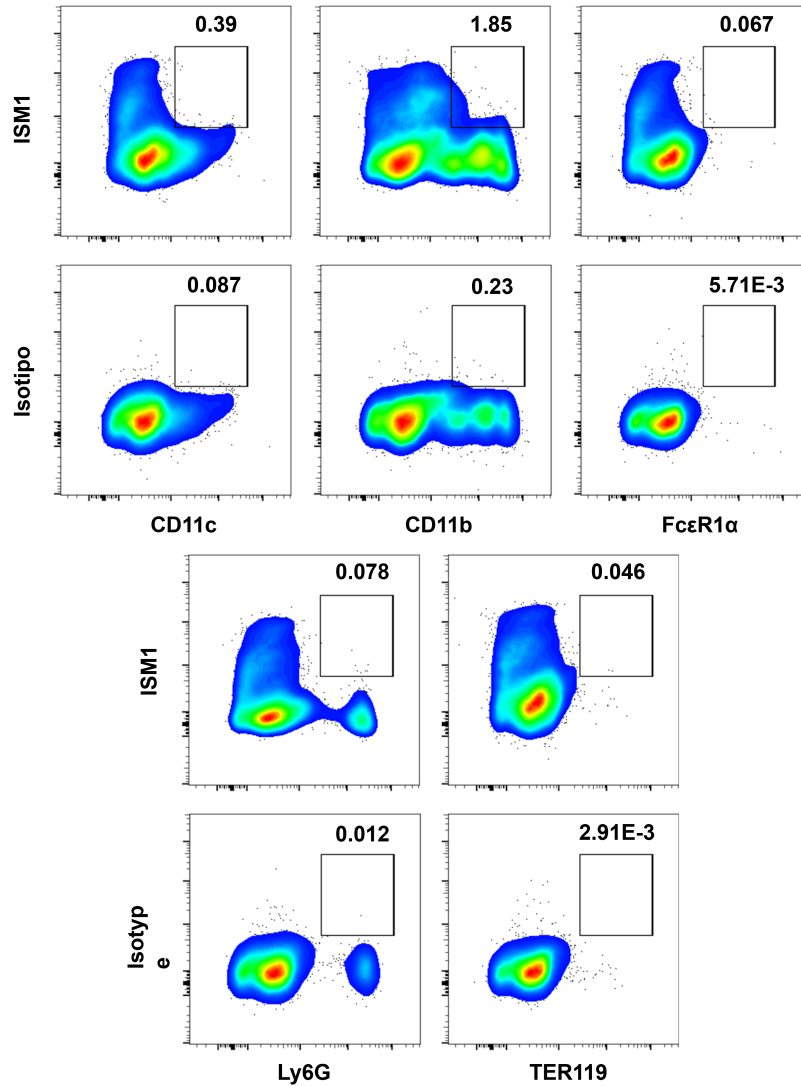 0.39 1.85 0.067
ISM1
0.087 0.23 5.71E-3
Isotipo
CD11c CD11b FcεR1α
0.078 0.046
ISM1
0.012 2.91E-3
Isotyp
e
Ly6G TER119